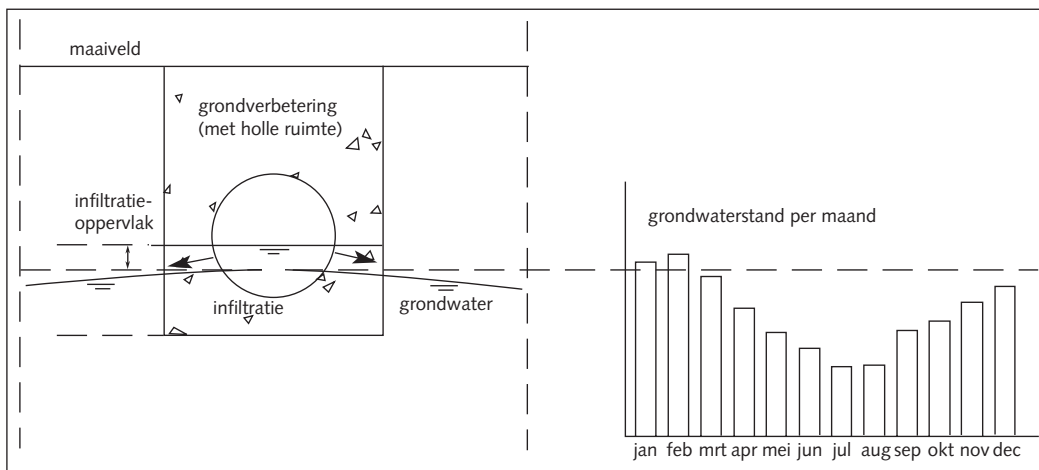 maaiveld
grondverbetering
(met holle ruimte)
infiltratie-
oppervlak
infiltratie
grondwater
grondwaterstand per maand
jan feb mrt apr mei jun jul aug sep okt nov dec